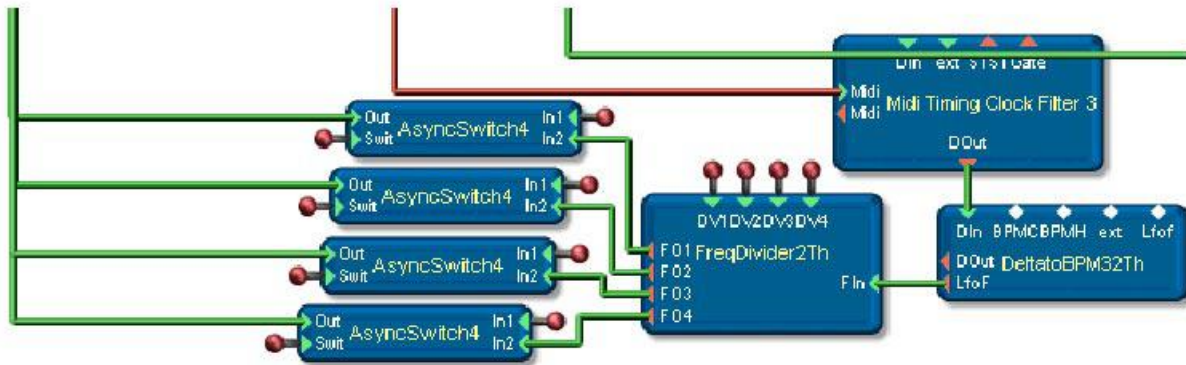 DIn ext STST Gate
Midi
Midi Timing Clock Filter 3
Midi
DOut
Out In1
AsyncSwitch4
Swit In2
Out In1
AsyncSwitch4
Swit In2
Out In1
AsyncSwitch4
Swit In2
Out In1
AsyncSwitch4
Swit In2
DV1DV2DV3DV4
FO1 FreqDivider2Th
FO2
FO3 FIn
FO4
DIn BPMCBPMH ext Lfof
DOut DeltatoBPM32Th
LfoF